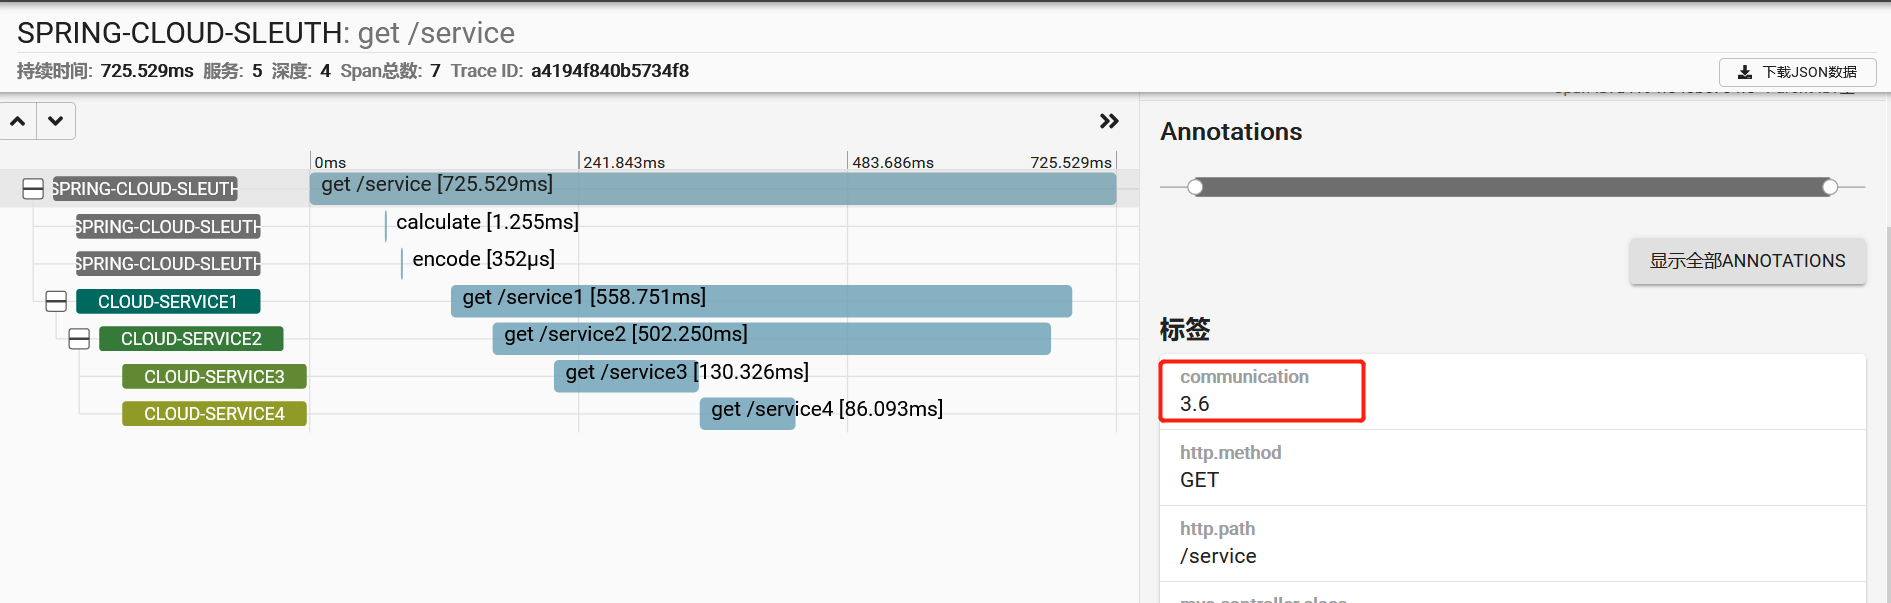 SPRING-CLOUD-SLEUTH: get /service
持续时间: 725.529ms 服务: 5 深度: 4 Span总数: 7 Trace ID: a4194f840b5734f8
下载JSON数据
0ms 241.843ms 483.686ms 725.529ms
SPRING-CLOUD-SLEUTH get /service [725.529ms]
SPRING-CLOUD-SLEUTH calculate [1.255ms]
SPRING-CLOUD-SLEUTH encode [352μs]
CLOUD-SERVICE1 get /service1 [558.751ms]
CLOUD-SERVICE2 get /service2 [502.250ms]
CLOUD-SERVICE3 get /service3 [130.326ms]
CLOUD-SERVICE4 get /service4 [86.093ms]
Annotations
显示全部ANNOTATIONS
标签
communication
3.6
http.method
GET
http.path
/service